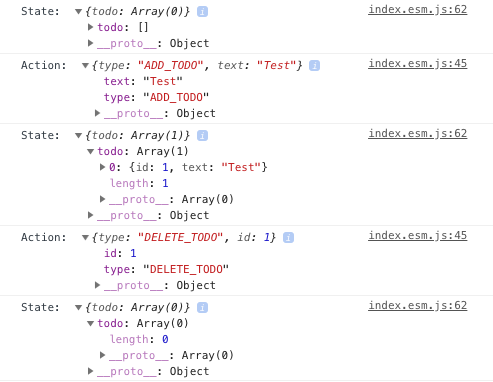 State: ▼{todo: Array(0)} i index.esm.js:62
▶todo: []
▶__proto__: Object
Action: ▼{type: "ADD_TODO", text: "Test"} i index.esm.js:45
text: "Test"
type: "ADD_TODO"
▶__proto__: Object
State: ▼{todo: Array(1)} i index.esm.js:62
▼todo: Array(1)
▶0: {id: 1, text: "Test"}
length: 1
▶__proto__: Array(0)
▶__proto__: Object
Action: ▼{type: "DELETE_TODO", id: 1} i index.esm.js:45
id: 1
type: "DELETE_TODO"
▶__proto__: Object
State: ▼{todo: Array(0)} i index.esm.js:62
▼todo: Array(0)
length: 0
▶__proto__: Array(0)
▶__proto__: Object